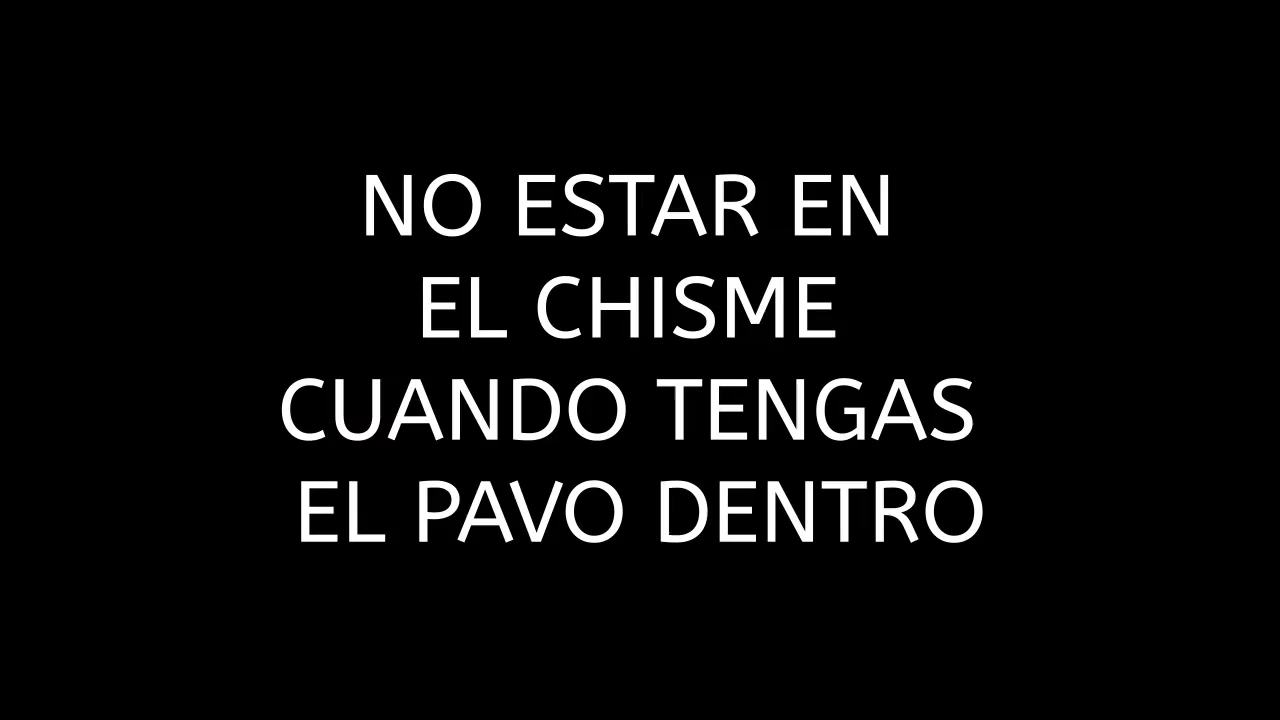 NO ESTAR EN
EL CHISME
CUANDO TENGAS
EL PAVO DENTRO